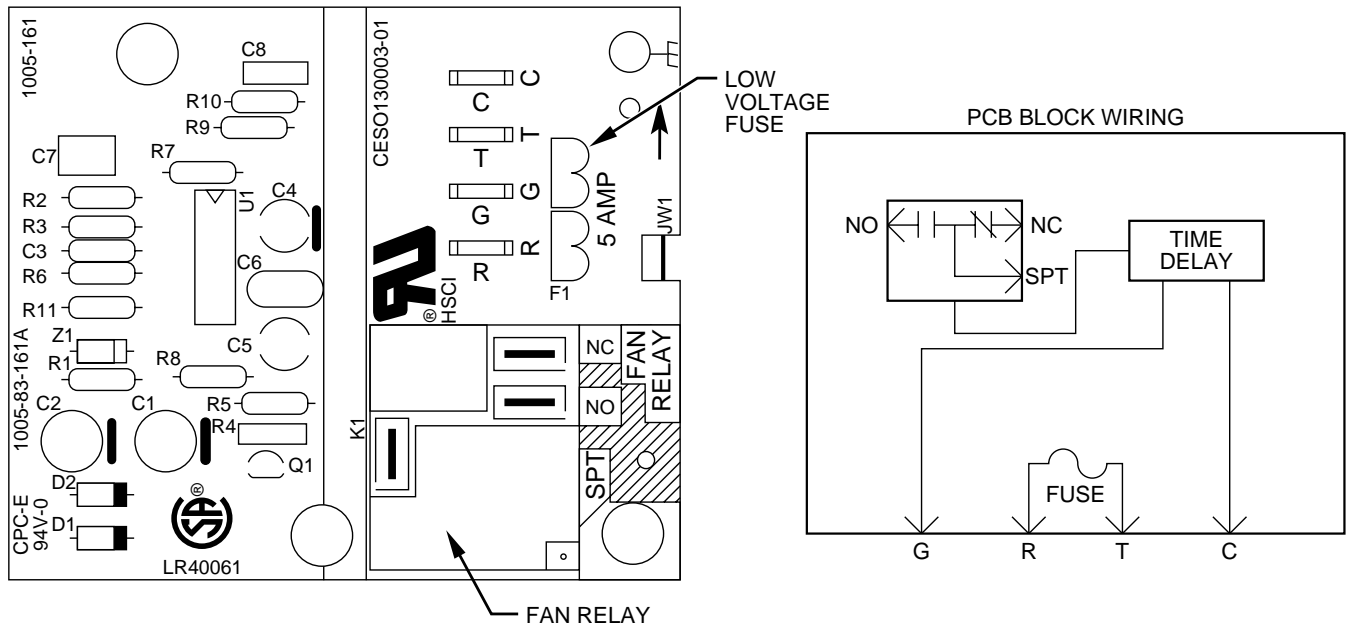 1005-161
C8
R10
R9
C7
R7
R2
R3
C3
R6
R11
U1
C4
C6
C5
Z1
R1
R8
C2
C1
R5
R4
Q1
D2
D1
1005-83-161A
CPC-E
94V-0
®
LR40061
CESO130003-01
C C
T T
G G
R R
5 AMP
F1
JW1
® HSCI
K1
NC
NO
SPT
FAN
RELAY
LOW
VOLTAGE
FUSE
FAN RELAY
PCB BLOCK WIRING
NO
NC
SPT
TIME
DELAY
FUSE
G R T C